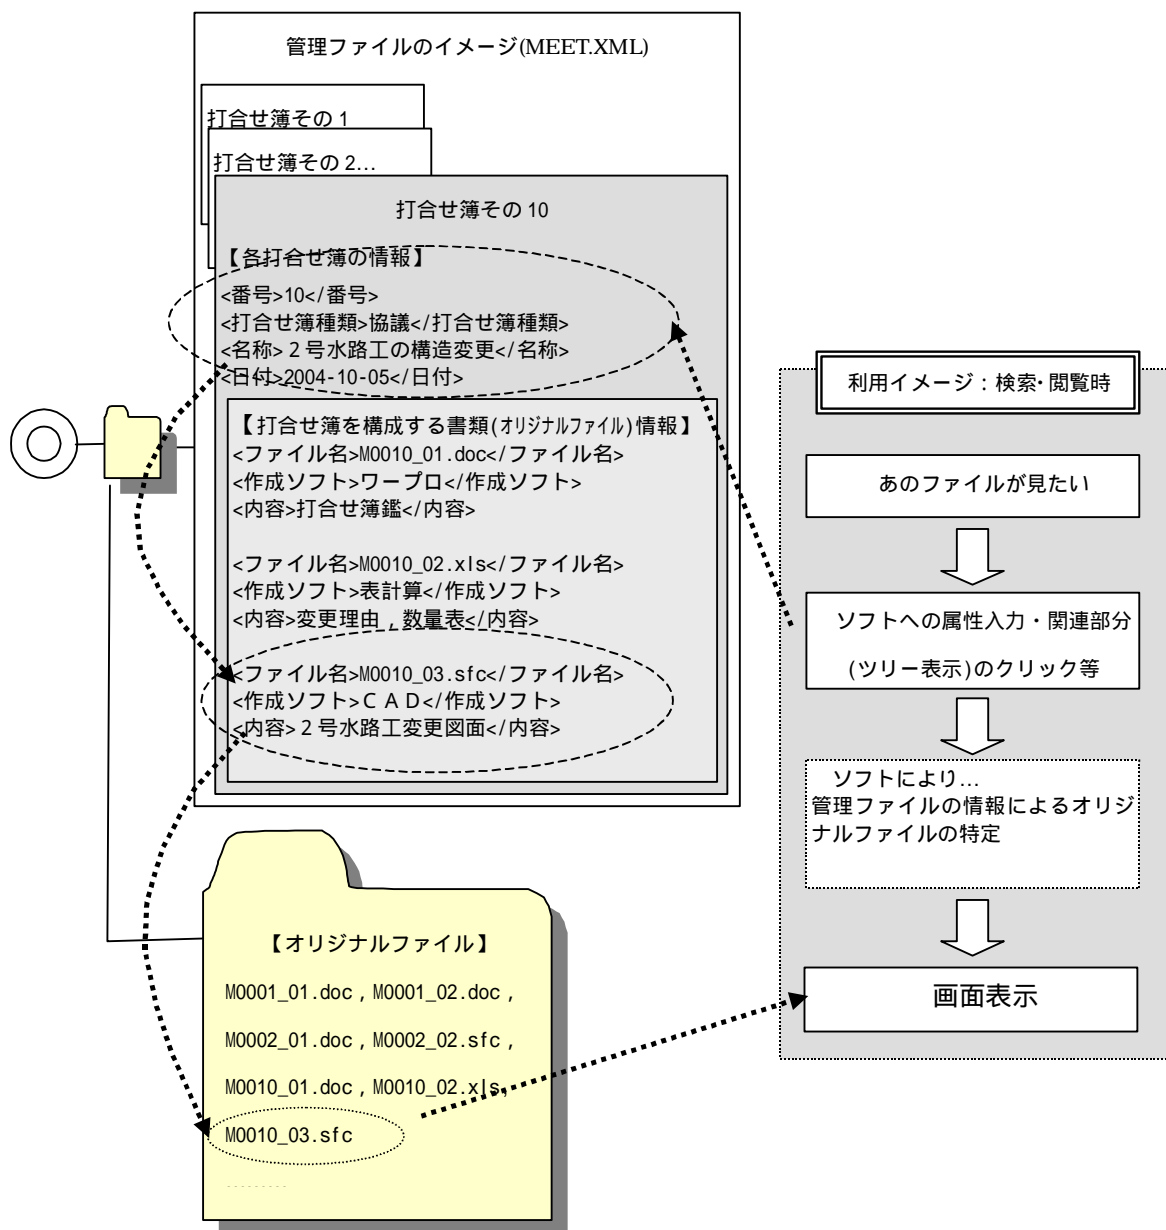 管理ファイルのイメージ(MEET.XML)
打合せ簿その 1
打合せ簿その 2…
打合せ簿その 10
【各打合せ簿の情報】
<番号>10</番号>
<打合せ簿種類>協議</打合せ簿種類>
<名称>２号水路工の構造変更</名称>
<日付>2004-10-05</日付>
【打合せ簿を構成する書類(ｵﾘｼﾞﾅﾙﾌｧｲﾙ)情報】
<ファイル名>M0010_01.doc</ファイル名>
<作成ソフト>ワープロ</作成ソフト>
<内容>打合せ簿鑑</内容>
<ファイル名>M0010_02.xls</ファイル名>
<作成ソフト>表計算</作成ソフト>
<内容>変更理由，数量表</内容>
<ファイル名>M0010_03.sfc</ファイル名>
<作成ソフト>ＣＡＤ</作成ソフト>
<内容>２号水路工変更図面</内容>
【オリジナルファイル】
M0001_01.doc，M0001_02.doc，
M0002_01.doc，M0002_02.sfc，
M0010_01.doc，M0010_02.xls，
M0010_03.sfc
………
利用イメージ：検索･閲覧時
あのファイルが見たい
ソフトへの属性入力・関連部分
(ツリー表示)のクリック等
ソフトにより…
管理ファイルの情報によるオリジ
ナルファイルの特定
画面表示